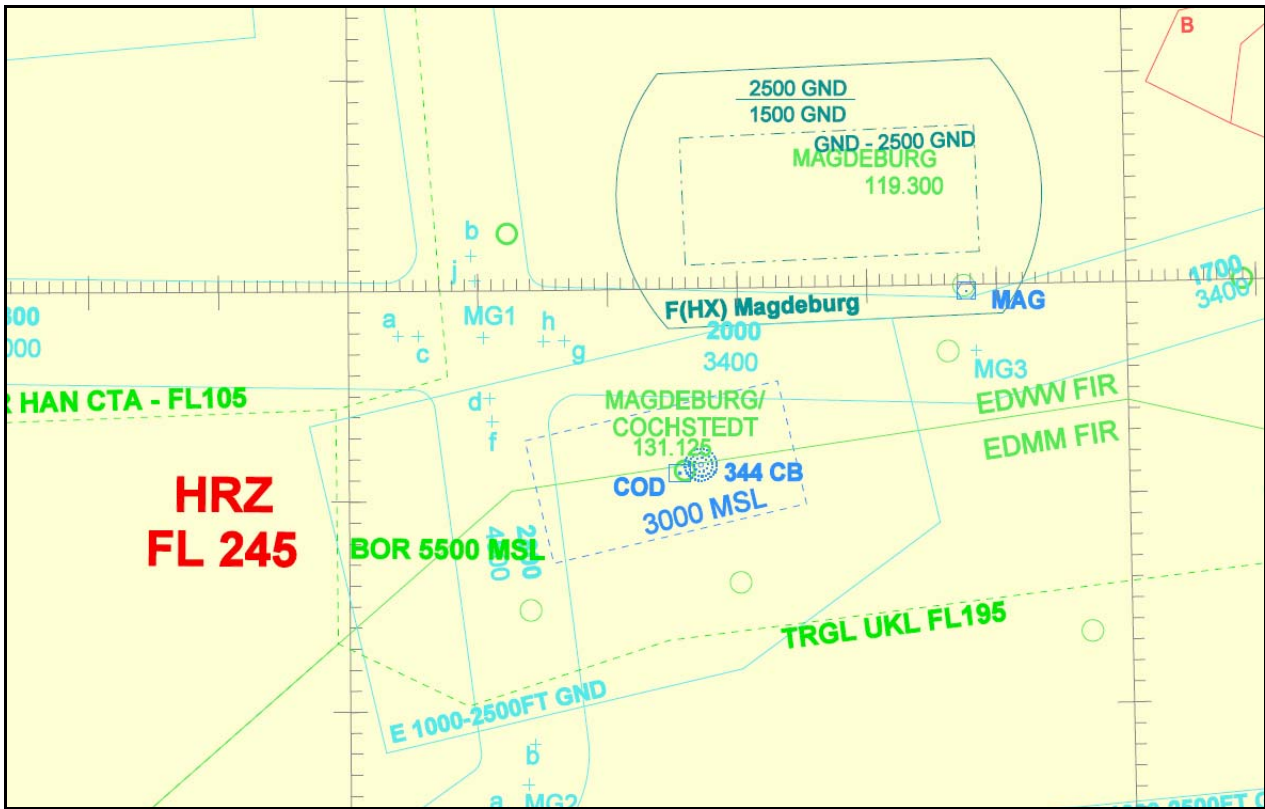 B
2500 GND
1500 GND
GND - 2500 GND
MAGDEBURG
119.300
b
j
1700
3400
MAG
F(HX) Magdeburg
a
c
MG1
h
g
2000
3400
MG3
HAN CTA - FL105
d
f
MAGDEBURG/
COCHSTEDT
131.125
EDWW FIR
EDMM FIR
COD
344 CB
3000 MSL
HRZ
FL 245
BOR 5500 MSL
TRGL UKL FL195
E 1000-2500FT GND
b
a
MG2